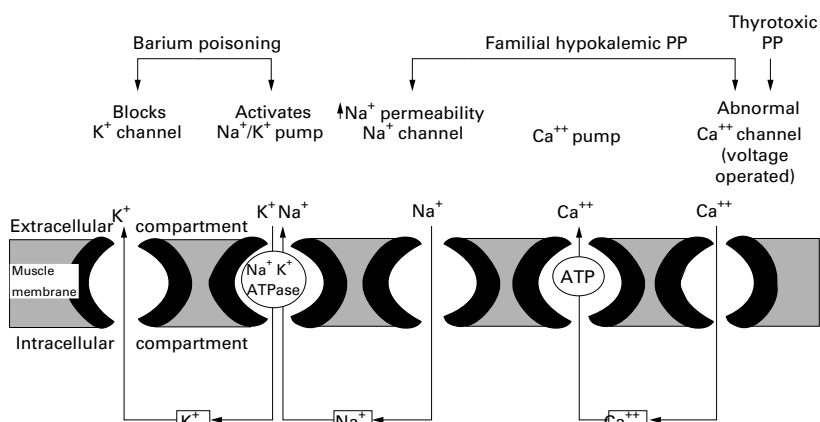 Thyrotoxic
PP
Barium poisoning
Familial hypokalemic PP
Blocks
K+ channel
Activates
Na+/K+ pump
↑Na+ permeability
Na+ channel
Ca++ pump
Abnormal
Ca++ channel
(voltage
operated)
K+
K+ Na+
Na+
Ca++
Ca++
Extracellular compartment
Muscle
membrane
Na+ K+
ATPase
ATP
Intracellular compartment
K+
Na+
Ca++